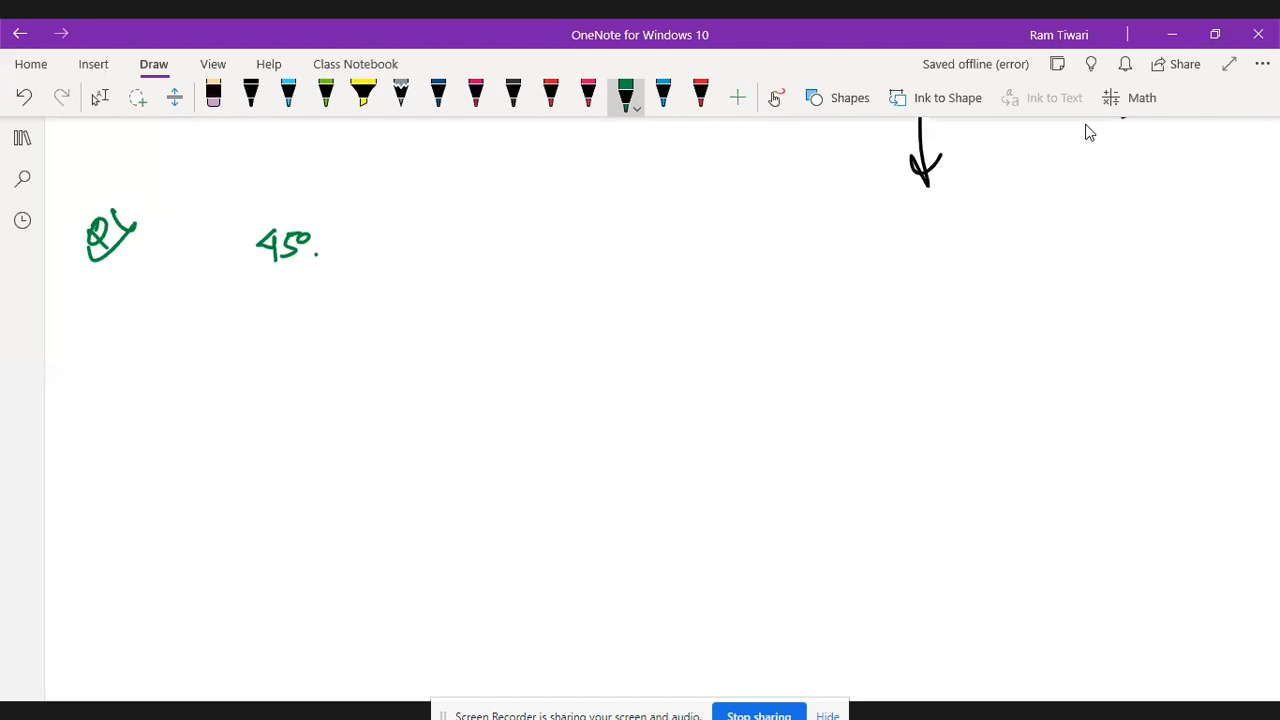 OneNote for Windows 10
Ram Tiwari
Home Insert Draw View Help Class Notebook
Saved offline (error)
Share
Shapes
Ink to Shape
Ink to Text
Math
Q
45°.
Screen Recorder is sharing your screen and audio.
Stop sharing
Hide